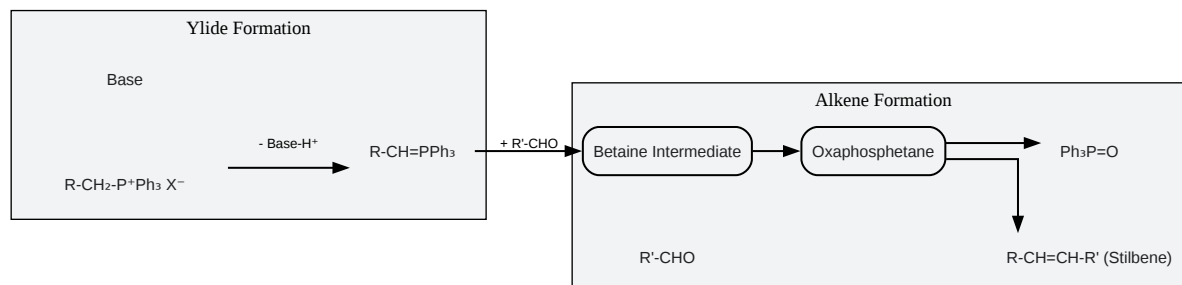 Ylide Formation
Base
- Base-H⁺
R-CH=PPh₃
R-CH₂-P⁺Ph₃ X⁻
+ R'-CHO
Alkene Formation
Betaine Intermediate
Oxaphosphetane
Ph₃P=O
R'-CHO
R-CH=CH-R' (Stilbene)